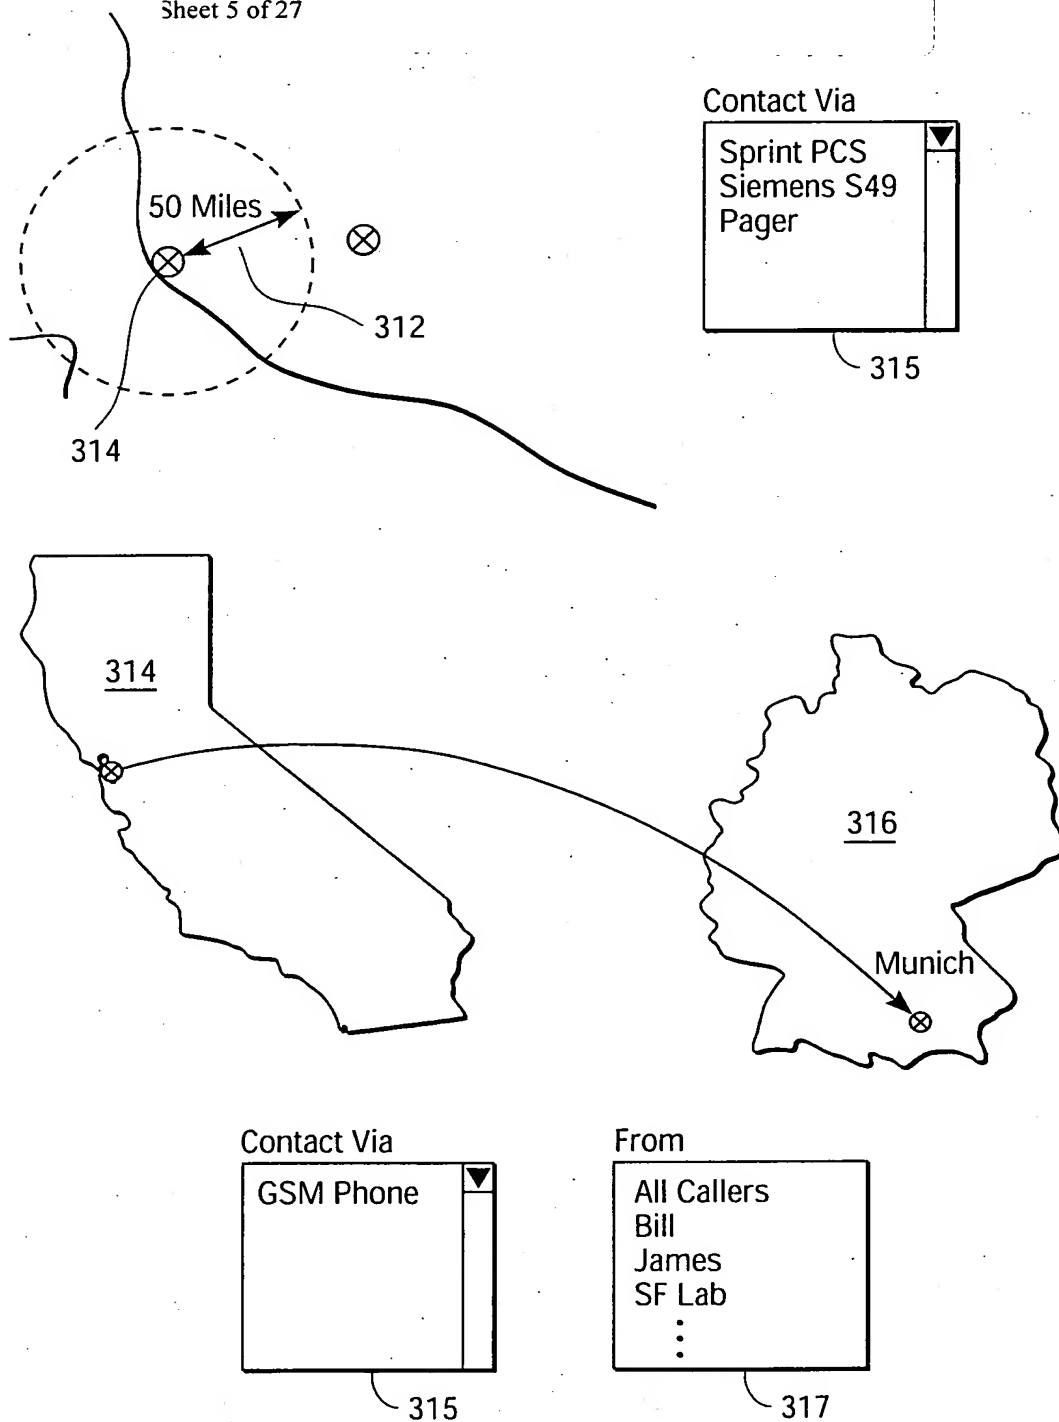 Sheet 5 of 27
Contact Via
Sprint PCS
Siemens S49
Pager
315
50 Miles
312
314
314
316
Munich
Contact Via
GSM Phone
315
From
All Callers
Bill
James
SF Lab
317